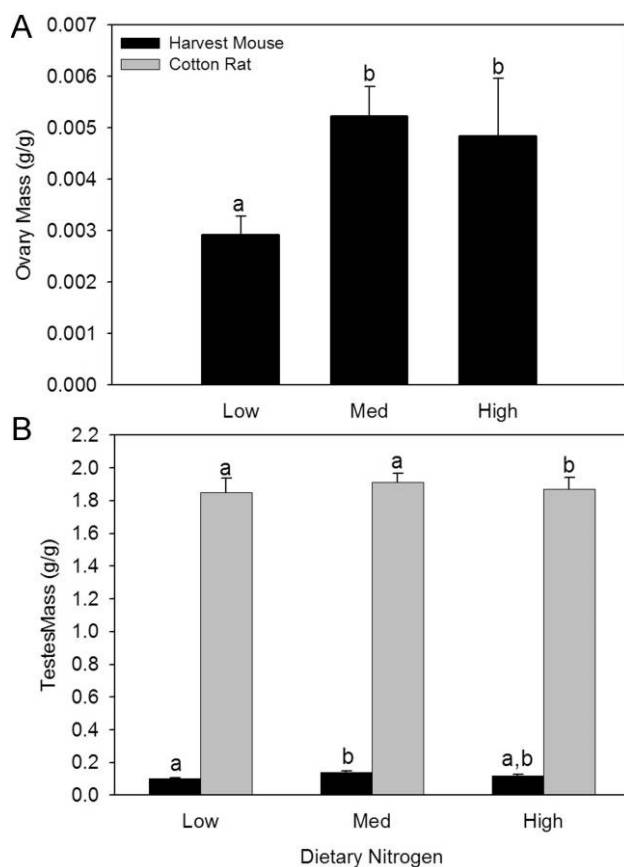 A
0.007
0.006
0.005
0.004
0.003
0.002
0.001
0.000
Ovary Mass (g/g)
Harvest Mouse
Cotton Rat
a
b
b
Low Med High
B
2.2
2.0
1.8
1.6
1.4
1.2
1.0
0.8
0.6
0.4
0.2
0.0
TestesMass (g/g)
a a b
a b a,b
Low Med High
Dietary Nitrogen